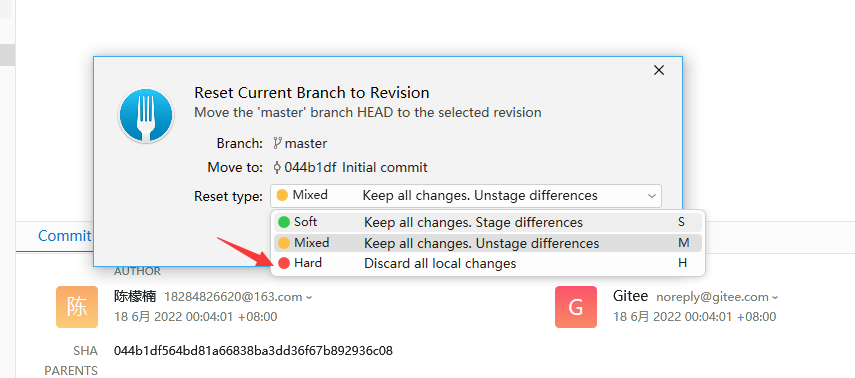 Reset Current Branch to Revision
Move the 'master' branch HEAD to the selected revision
Branch: master
Move to: 044b1df Initial commit
Reset type: Mixed Keep all changes. Unstage differences
Soft Keep all changes. Stage differences S
Mixed Keep all changes. Unstage differences M
Hard Discard all local changes H
Commit
AUTHOR
陈 陈檬楠 18284826620@163.com
18 6月 2022 00:04:01 +08:00
G Gitee noreply@gitee.com
18 6月 2022 00:04:01 +08:00
SHA 044b1df564bd81a66838ba3dd36f67b892936c08
PARENTS